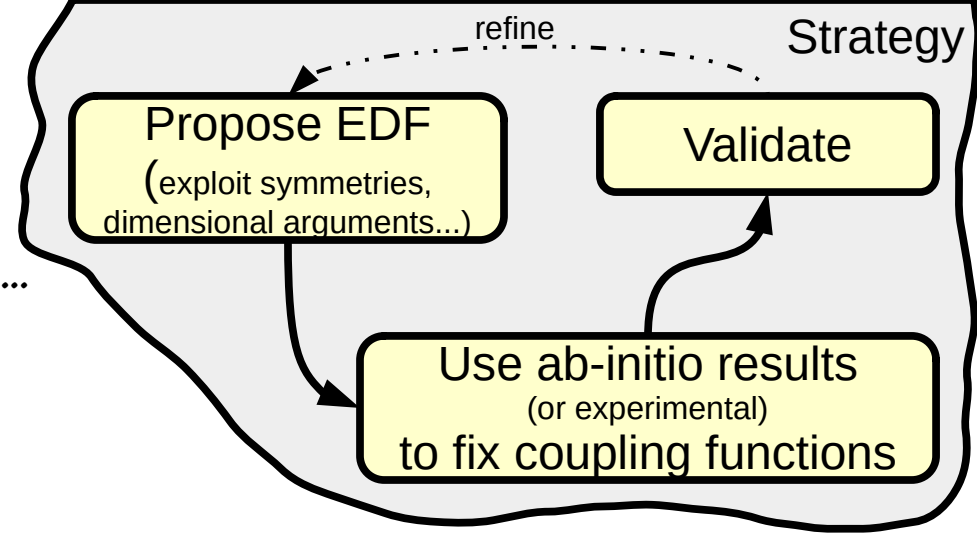 refine
Strategy
Propose EDF
(exploit symmetries,
dimensional arguments...)
Validate
...
Use ab-initio results
(or experimental)
to fix coupling functions